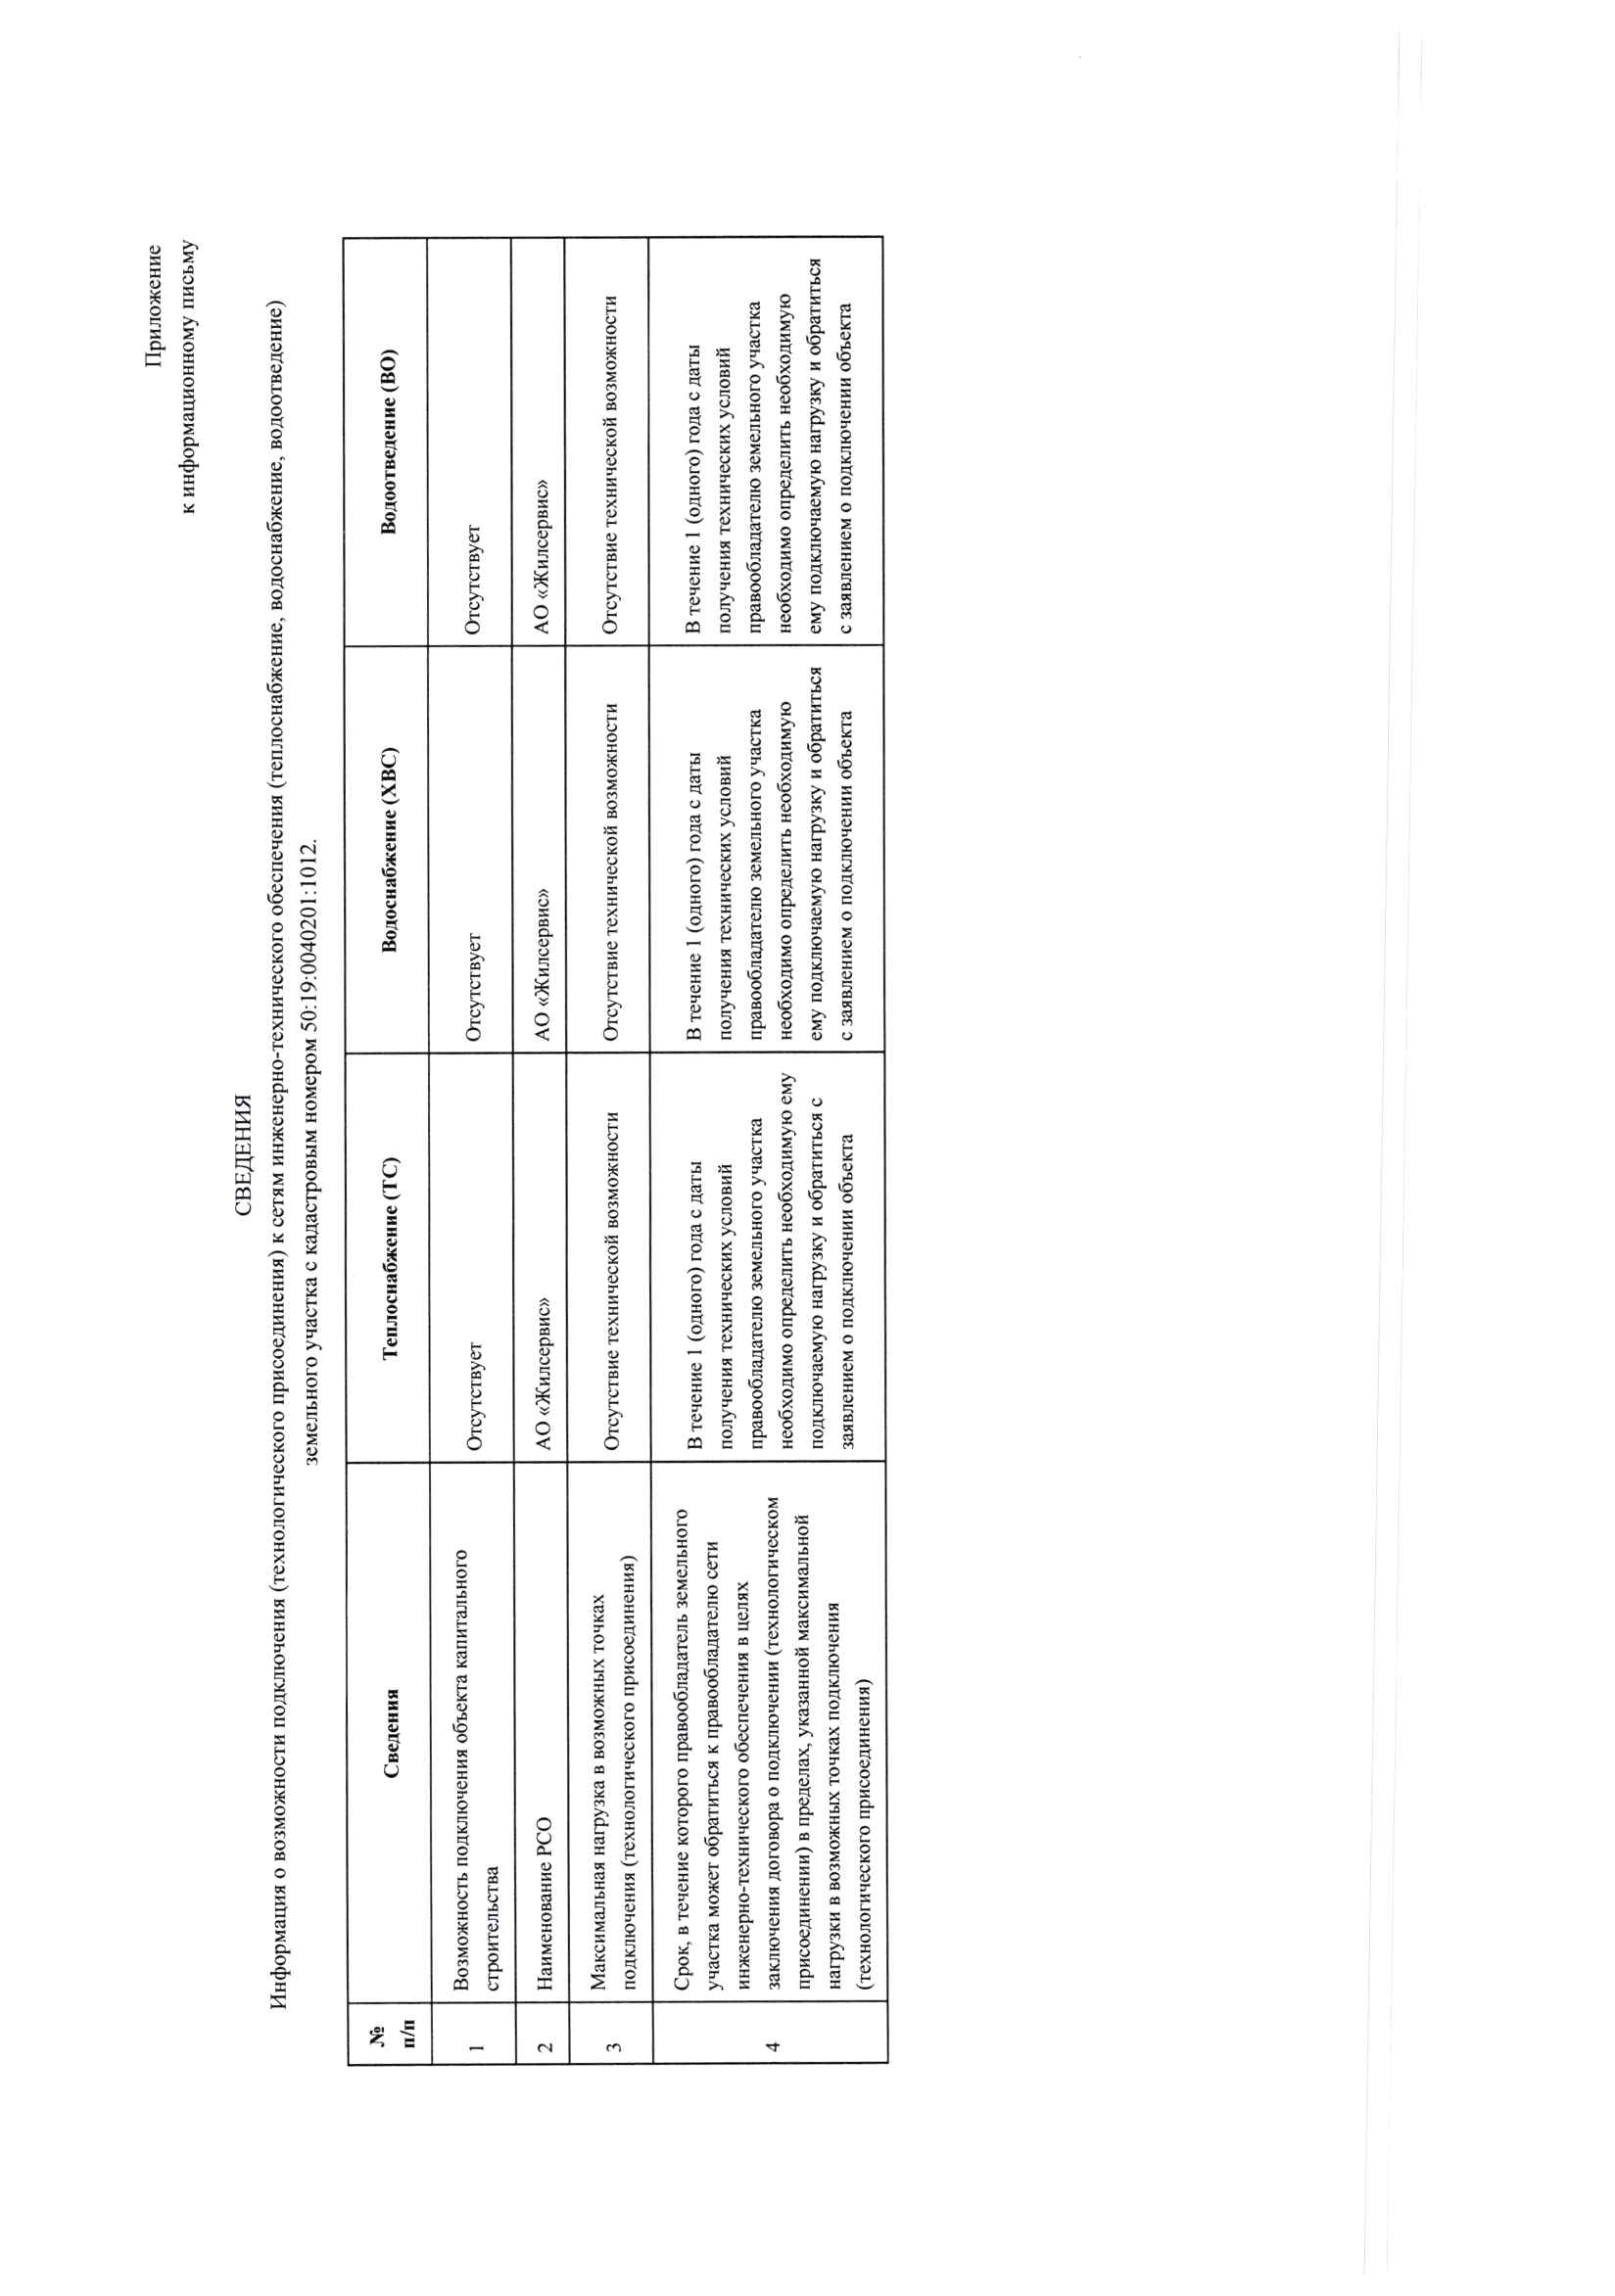 Приложение
к информационному письму
СВЕДЕНИЯ
Информация о возможности подключения (технологического присоединения) к сетям инженерно-технического обеспечения (теплоснабжение, водоснабжение, водоотведение)
земельного участка с кадастровым номером 50:19:0040201:1012.
№
п/п
Сведения
Теплоснабжение (ТС)
Водоснабжение (ХВС)
Водоотведение (ВО)
1
Возможность подключения объекта капитального
строительства
Отсутствует
Отсутствует
Отсутствует
2
Наименование РСО
АО «Жилсервис»
АО «Жилсервис»
АО «Жилсервис»
3
Максимальная нагрузка в возможных точках
подключения (технологического присоединения)
Отсутствие технической возможности
Отсутствие технической возможности
Отсутствие технической возможности
4
Срок, в течение которого правообладатель земельного
участка может обратиться к правообладателю сети
инженерно-технического обеспечения в целях
заключения договора о подключении (технологическом
присоединении) в пределах, указанной максимальной
нагрузки в возможных точках подключения
(технологического присоединения)
В течение 1 (одного) года с даты
получения технических условий
правообладателю земельного участка
необходимо определить необходимую ему
подключаемую нагрузку и обратиться с
заявлением о подключении объекта
В течение 1 (одного) года с даты
получения технических условий
правообладателю земельного участка
необходимо определить необходимую
ему подключаемую нагрузку и обратиться
с заявлением о подключении объекта
В течение 1 (одного) года с даты
получения технических условий
правообладателю земельного участка
необходимо определить необходимую
ему подключаемую нагрузку и обратиться
с заявлением о подключении объекта